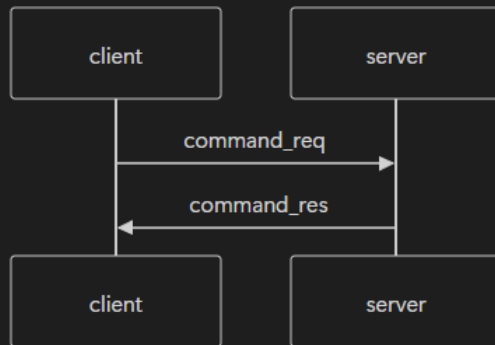 client
server
command_req
command_res
client
server